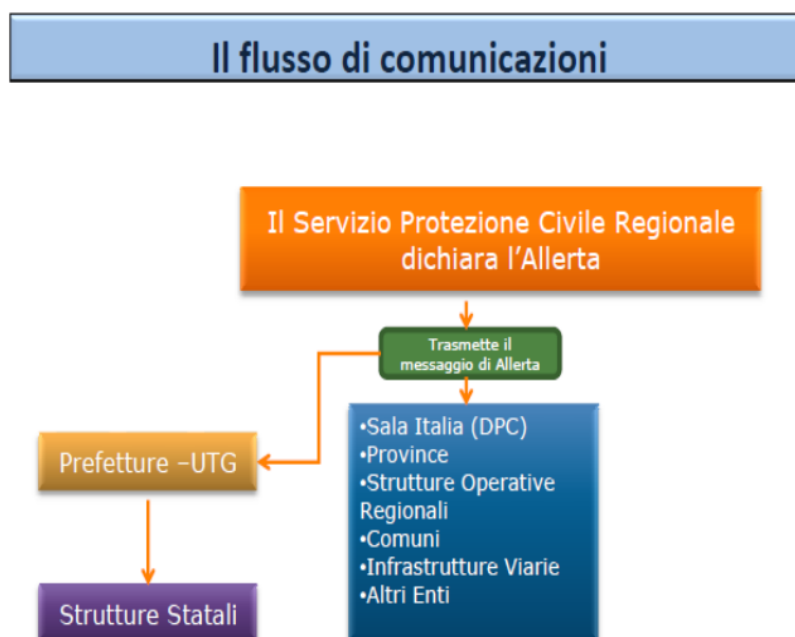 Il flusso di comunicazioni
Il Servizio Protezione Civile Regionale
dichiara l'Allerta
Trasmette il
messaggio di Allerta
Prefetture –UTG
•Sala Italia (DPC)
•Province
•Strutture Operative
Regionali
•Comuni
•Infrastrutture Viarie
•Altri Enti
Strutture Statali